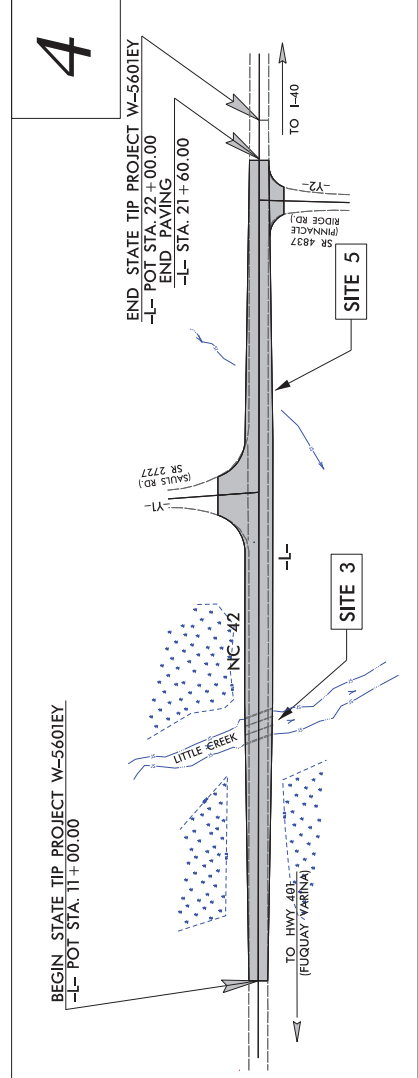 4
BEGIN STATE TIP PROJECT W-5601EY
-L- POT STA. 11+00.00
END STATE TIP PROJECT W-5601EY
-L- POT STA. 22+00.00
END PAVING
-L- STA. 21+60.00
TO I-40
-Y1-
(SAULS RD.)
SR 2727
-Y2-
SR 4837
(PINNACLE
RIDGE RD.)
NC 42
LITTLE CREEK
-L-
SITE 3
SITE 5
TO HWY 401
(FUQUAY VARINA)